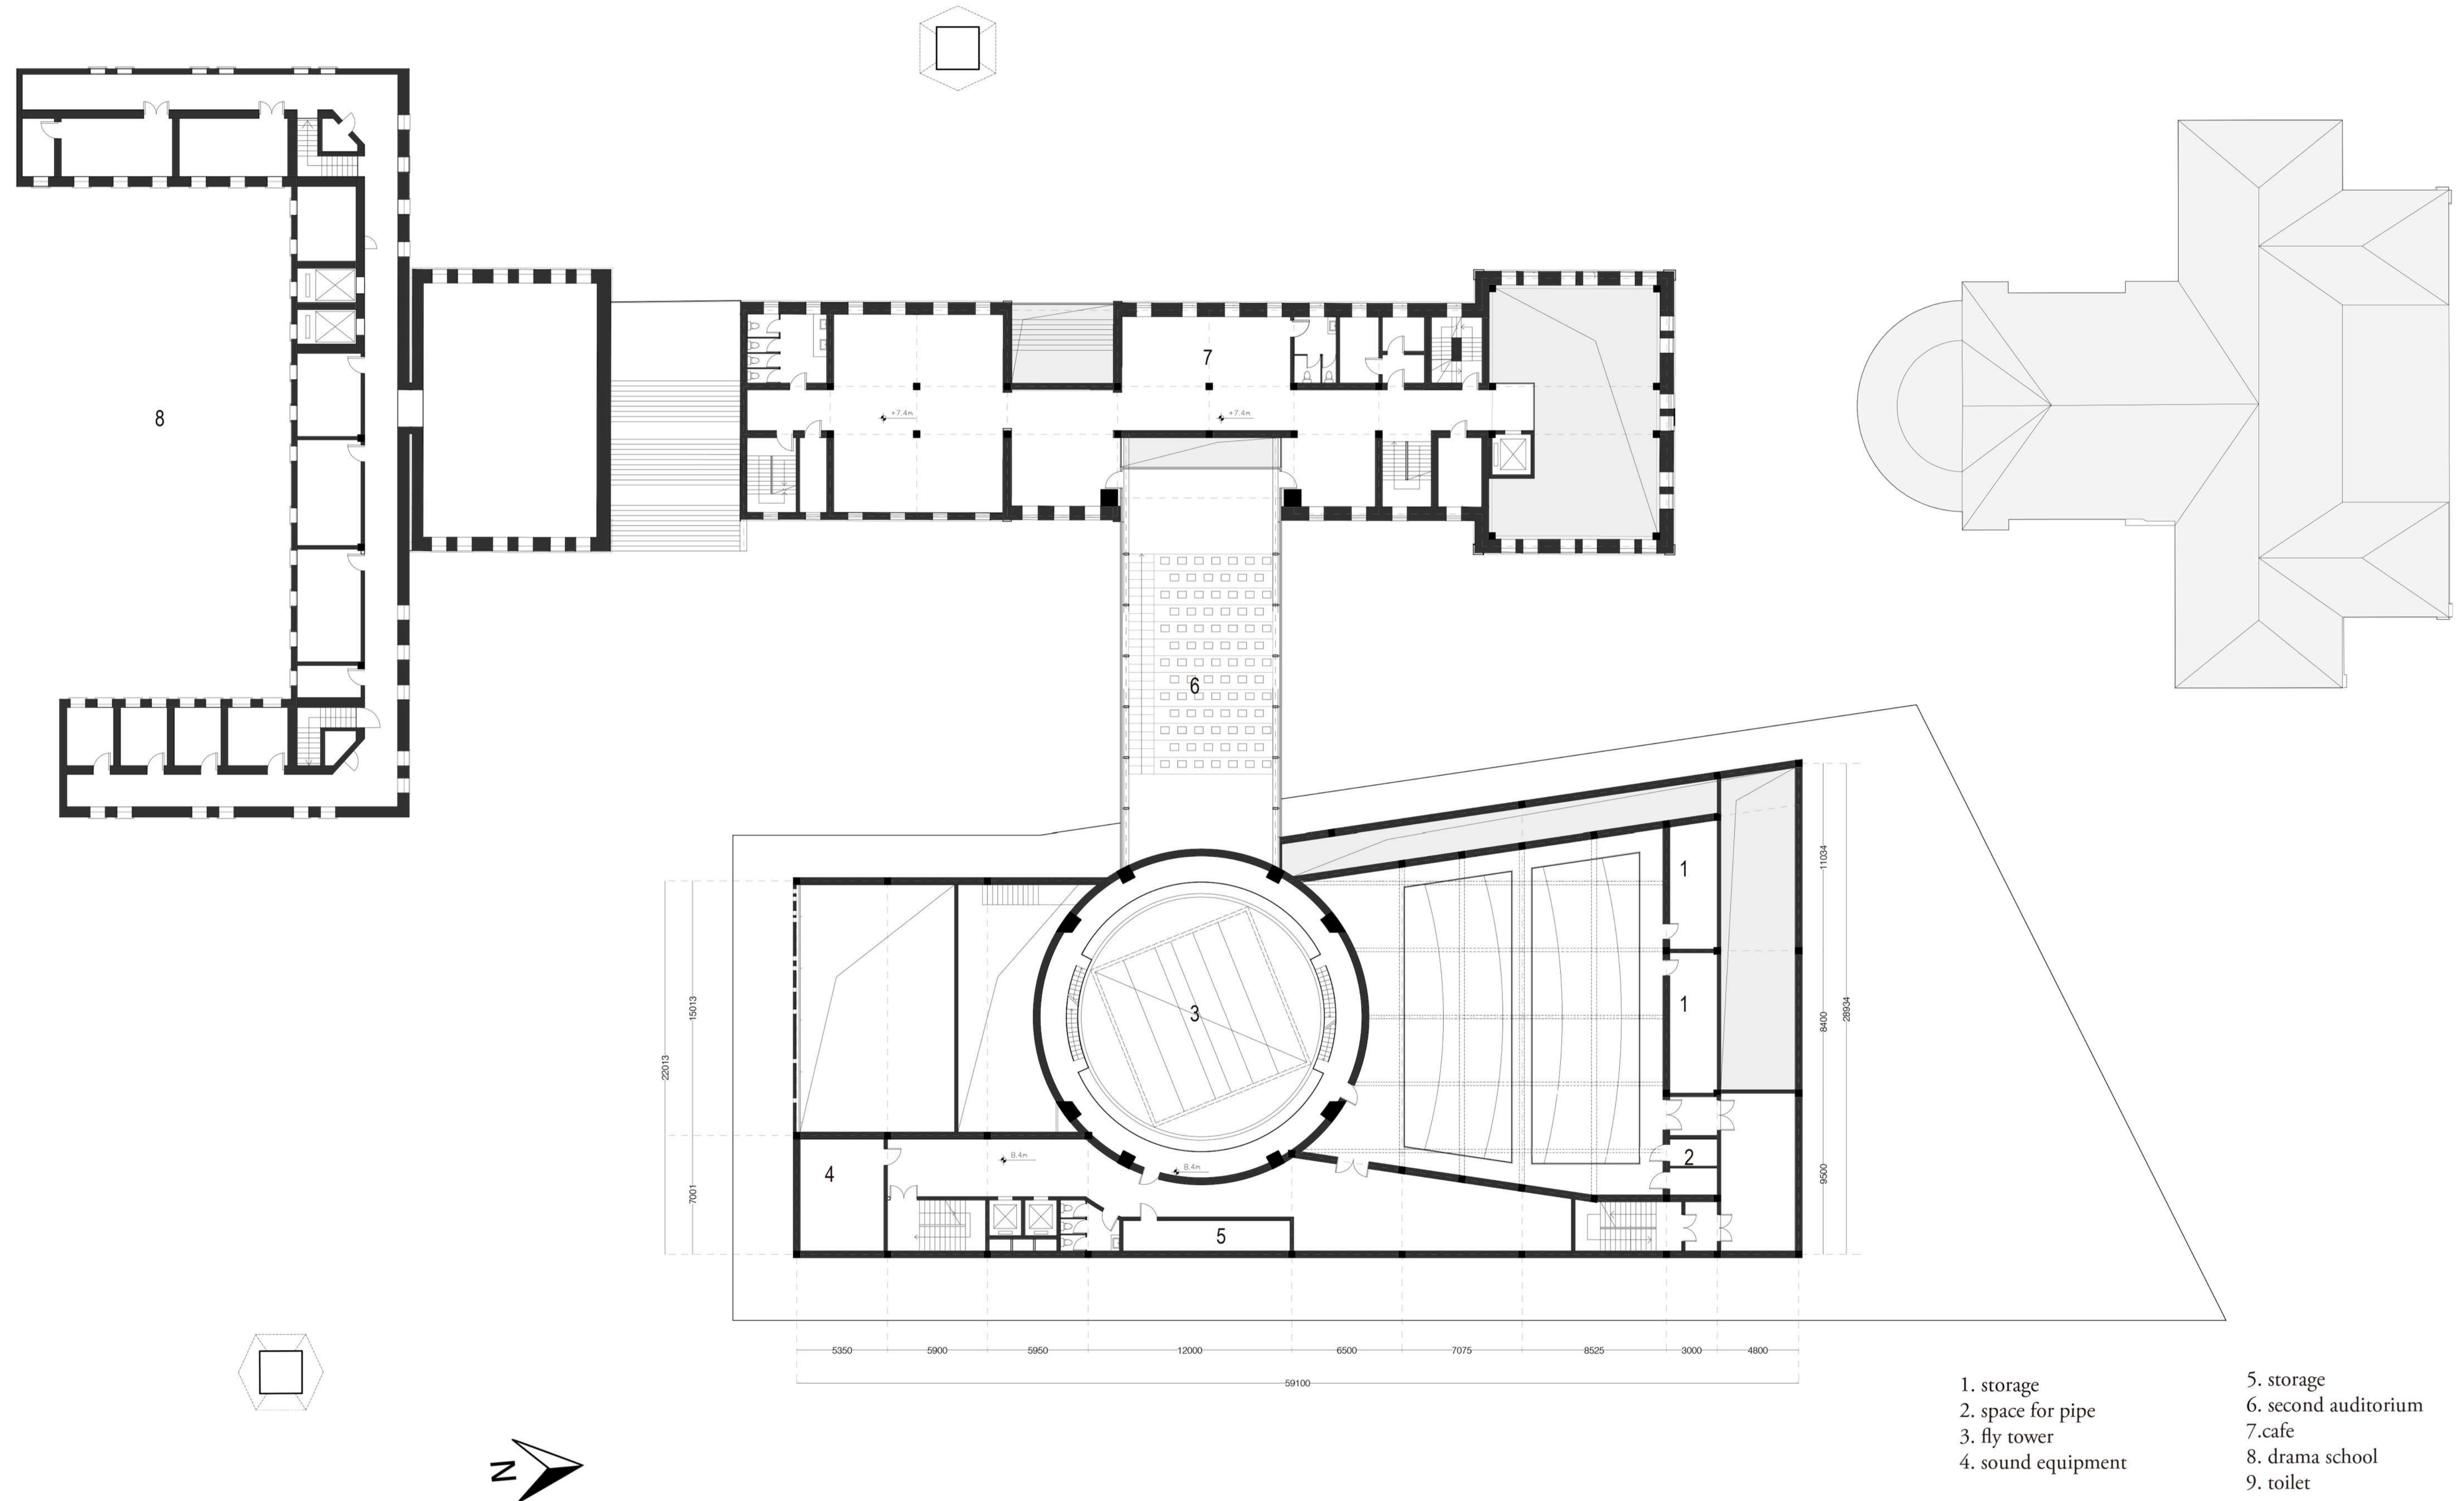 8
7
+7.4m
+7.4m
6
1
11034
3
1
15013
8400
28934
22013
4
8.4m
8.4m
2
7001
9500
5
5350
5900
5950
12000
6500
7075
8525
3000
4800
59100
N
1. storage
2. space for pipe
3. fly tower
4. sound equipment
5. storage
6. second auditorium
7.cafe
8. drama school
9. toilet